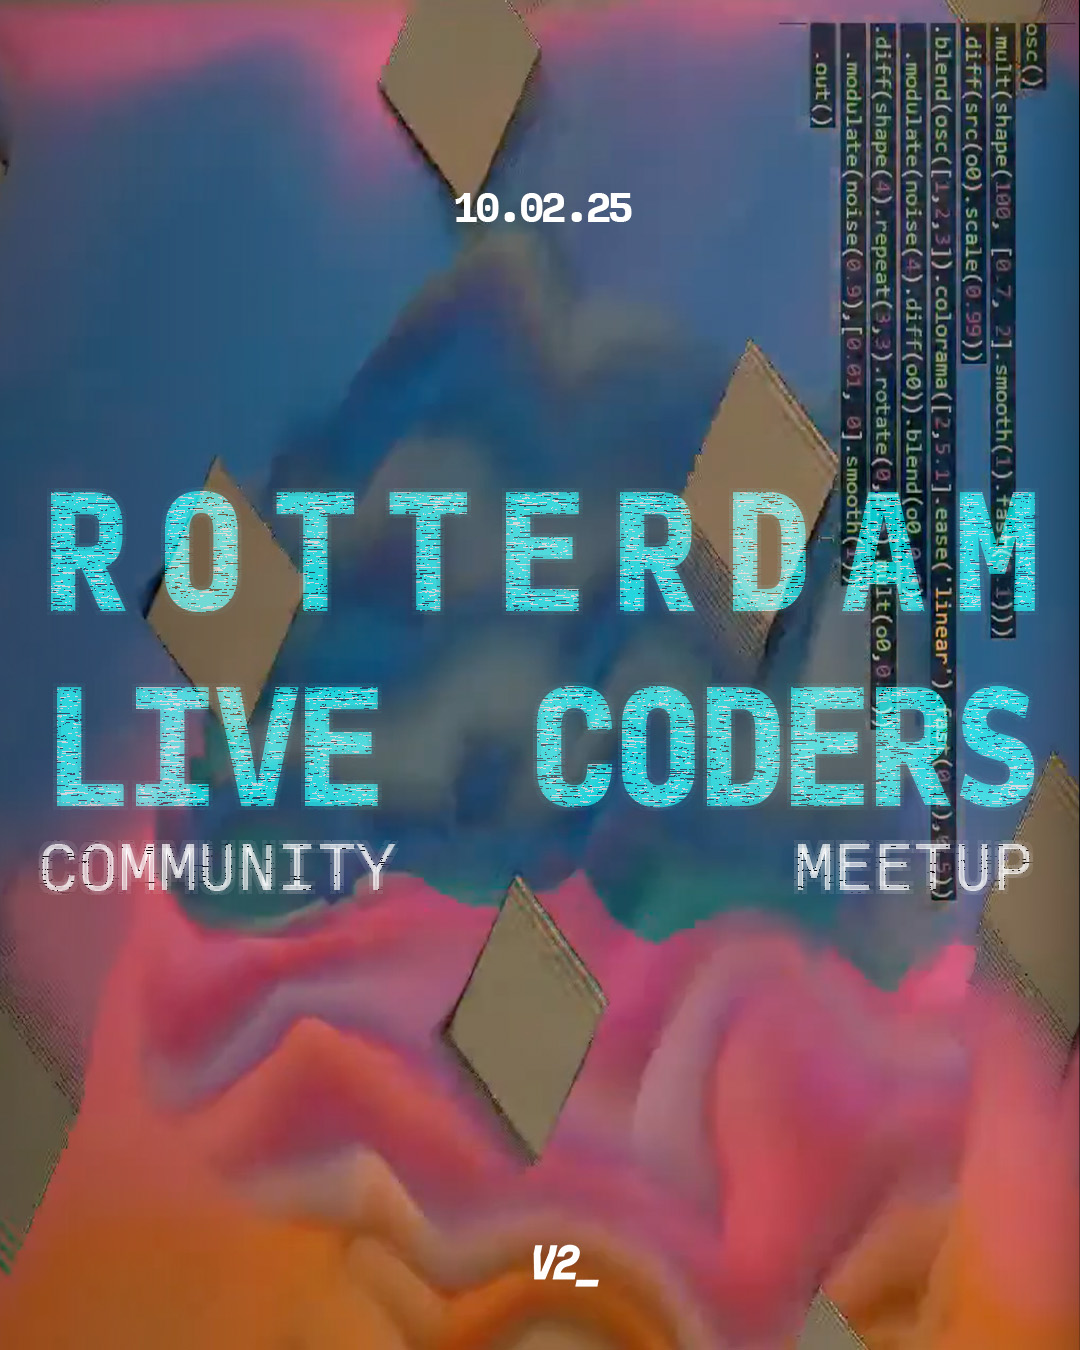 10.02.25
ROTTERDAM
LIVE CODERS
COMMUNITY MEETUP
V2_
osc()
.mult(shape(100, [0.7, 2].smooth(1).fast( .1)))
.diff(src(o0).scale(0.99))
.blend(osc([1,2,3]).colorama([2,5.1].ease('linear')
.modulate(noise(4).diff(o0)).blend(o0
.diff(shape(4).repeat(3,3).rotate(0,
.modulate(noise(0.9),[0.01, 0].smooth(1))
.out()